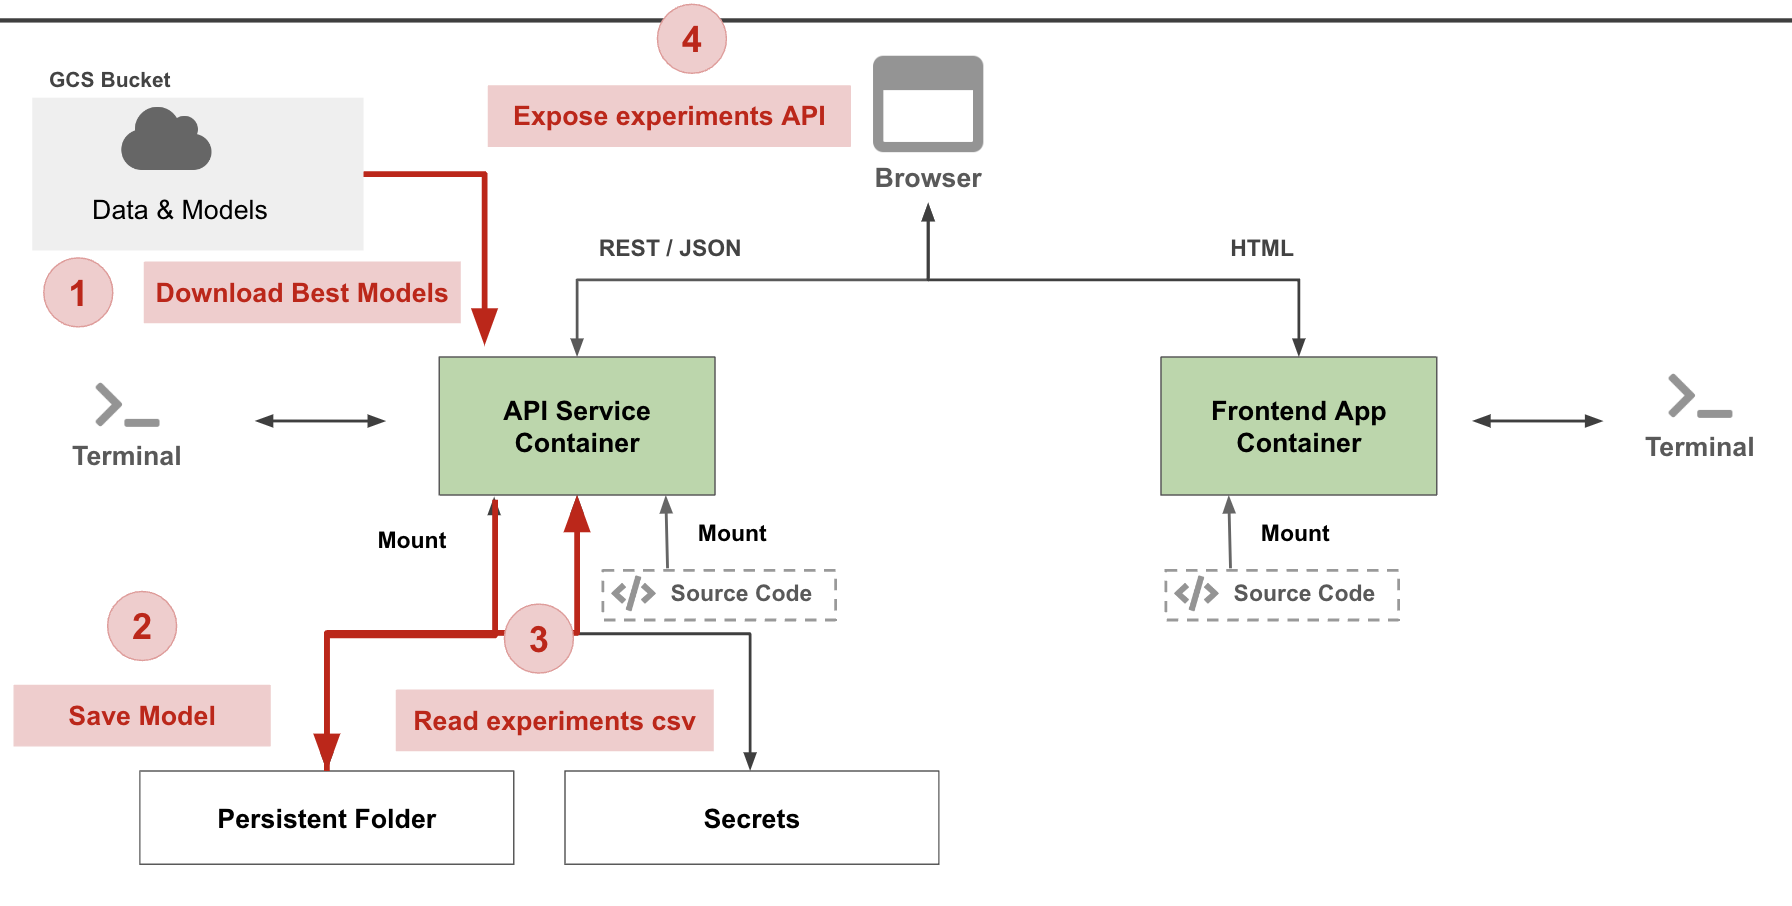 4
GCS Bucket
Expose experiments API
Browser
Data & Models
REST / JSON
HTML
1
Download Best Models
API Service
Container
Frontend App
Container
Terminal
Terminal
Mount
Mount
Mount
</> Source Code
</> Source Code
2
3
Save Model
Read experiments csv
Persistent Folder
Secrets